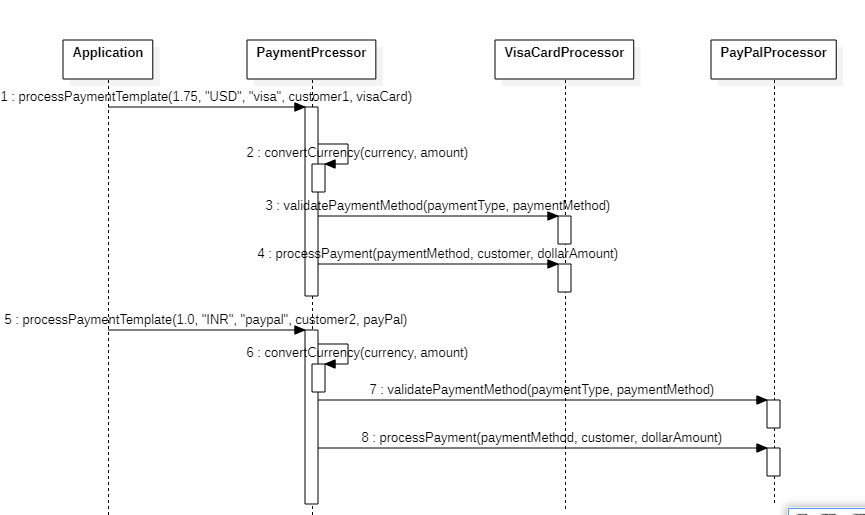 Application
PaymentPrcessor
VisaCardProcessor
PayPalProcessor
1 : processPaymentTemplate(1.75, "USD", "visa", customer1, visaCard)
2 : convertCurrency(currency, amount)
3 : validatePaymentMethod(paymentType, paymentMethod)
4 : processPayment(paymentMethod, customer, dollarAmount)
5 : processPaymentTemplate(1.0, "INR", "paypal", customer2, payPal)
6 : convertCurrency(currency, amount)
7 : validatePaymentMethod(paymentType, paymentMethod)
8 : processPayment(paymentMethod, customer, dollarAmount)